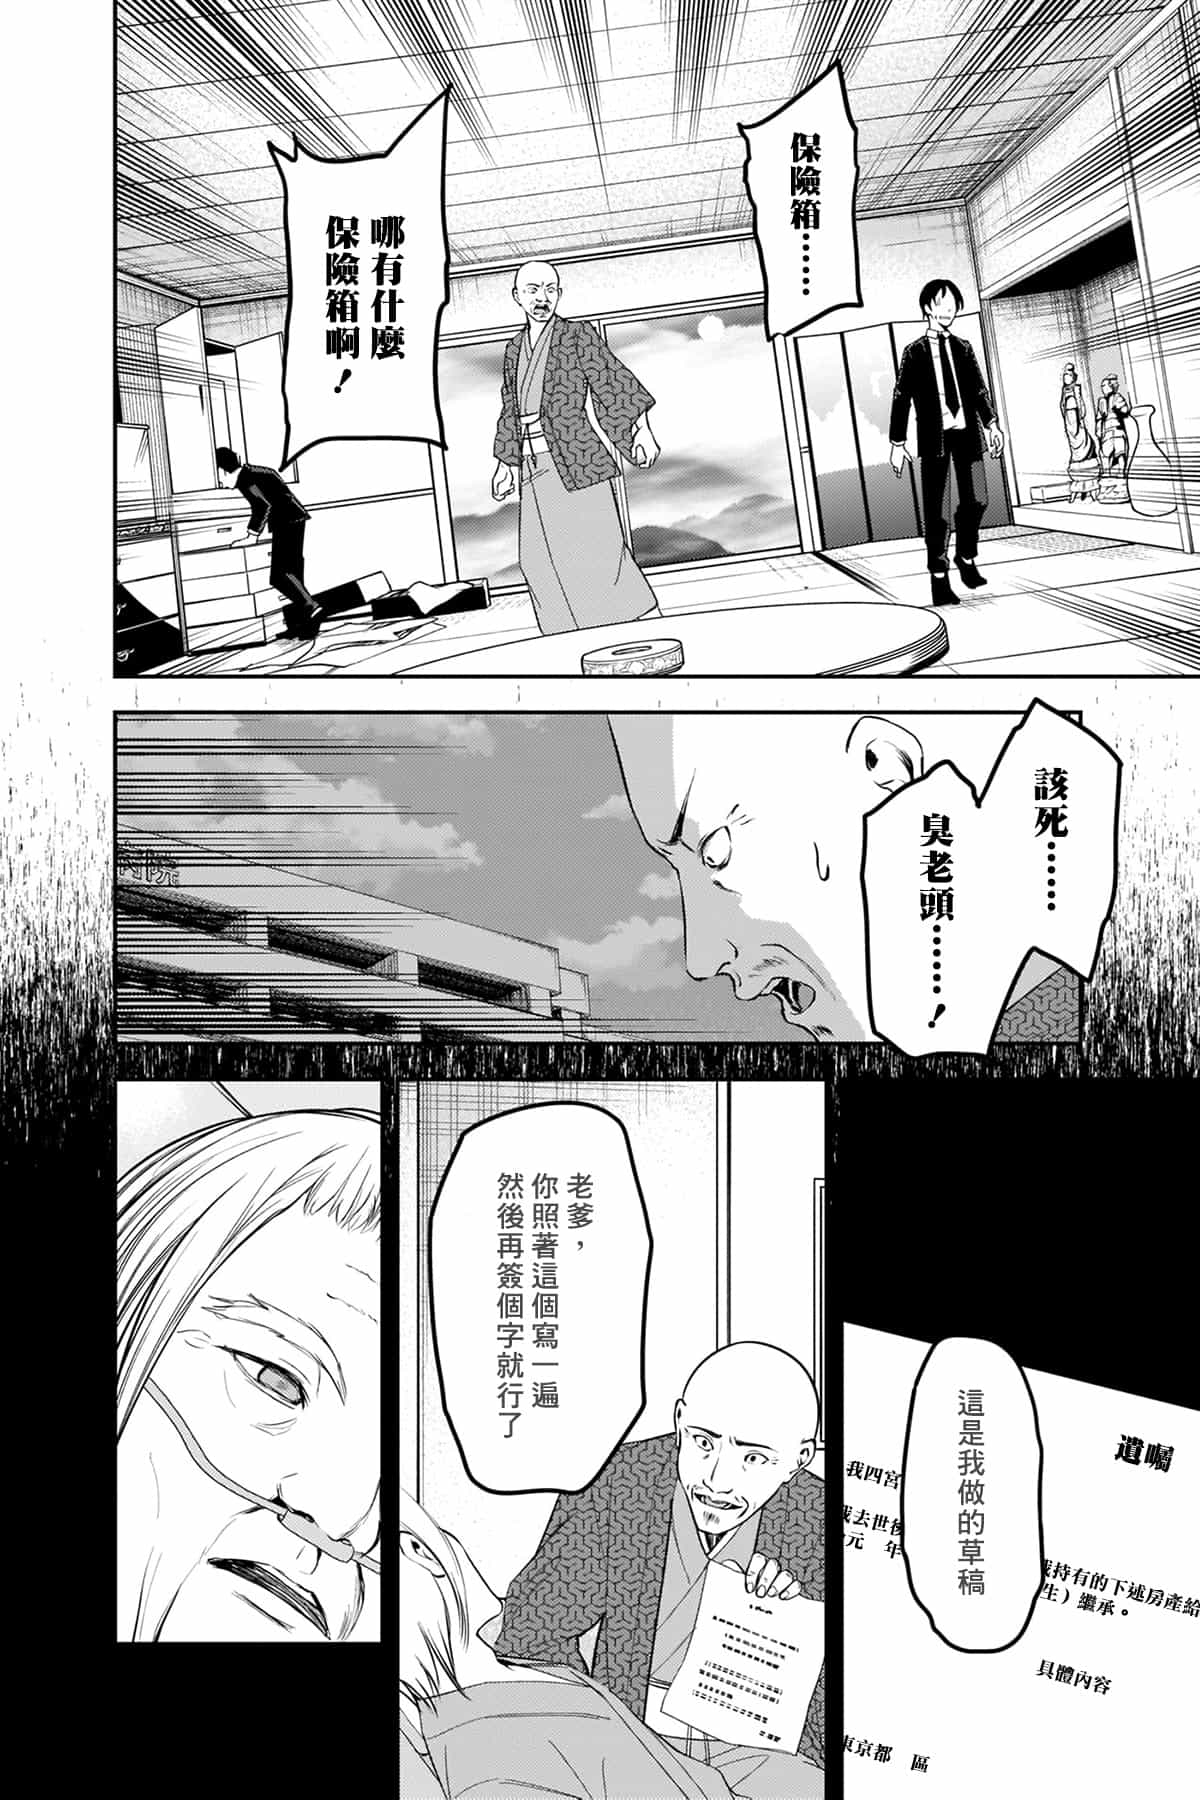 保險箱……
哪有什麼
保險箱啊！
該死……
臭老頭……！
院
這是我做的草稿
遺囑
我四宮
我去世後
元 年
我持有的下述房產給
生）繼承。
具體內容
東京都 區
老爹，
你照著這個寫一遍
然後再簽個字就行了